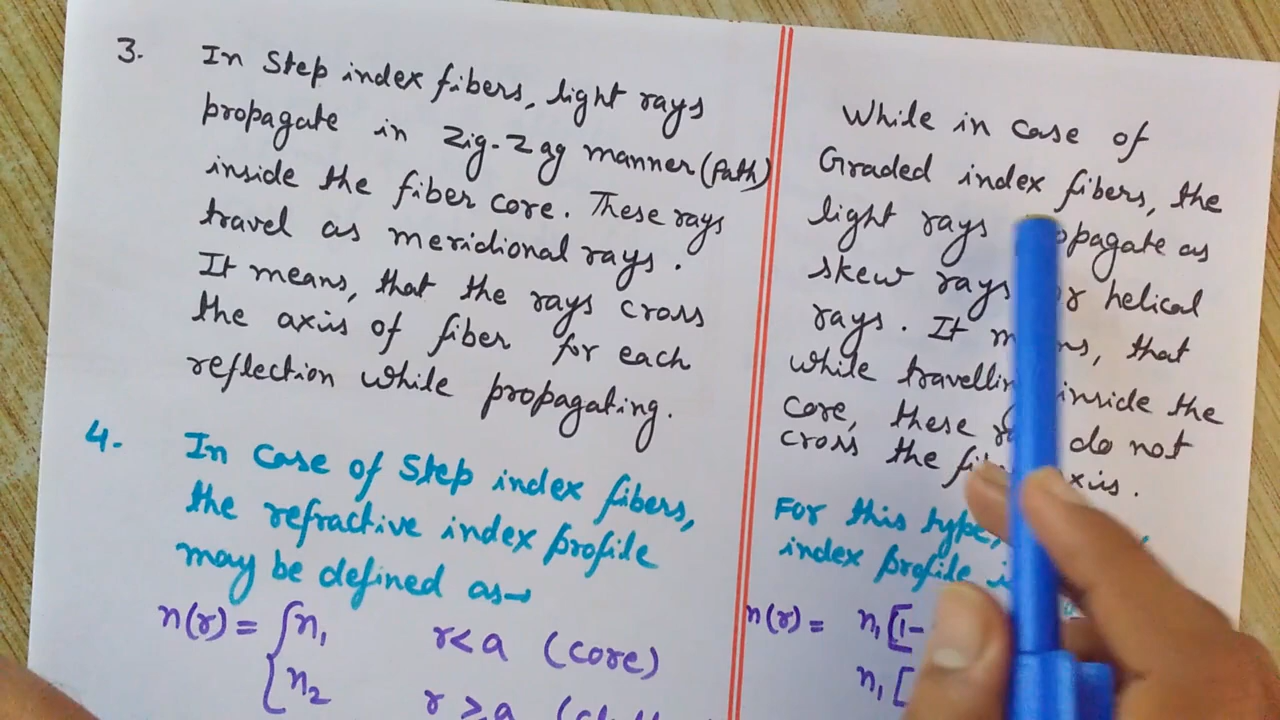 3. In Step index fibers, light rays
propagate in Zig-Zag manner (Path)
inside the fiber core. These rays
travel as meridional rays.
It means, that the rays cross
the axis of fiber for each
reflection while propagating.
4. In case of Step index fibers,
the refractive index profile
may be defined as→
n(r) = { n₁ r<a (core)
n₂ r≥a
While in case of
Graded index fibers, the
light rays opagate as
skew rays helical
rays. It that
while inside the
core, these do not
cross the
For this type,
index profile
n(r) = n₁[1-
n₁[